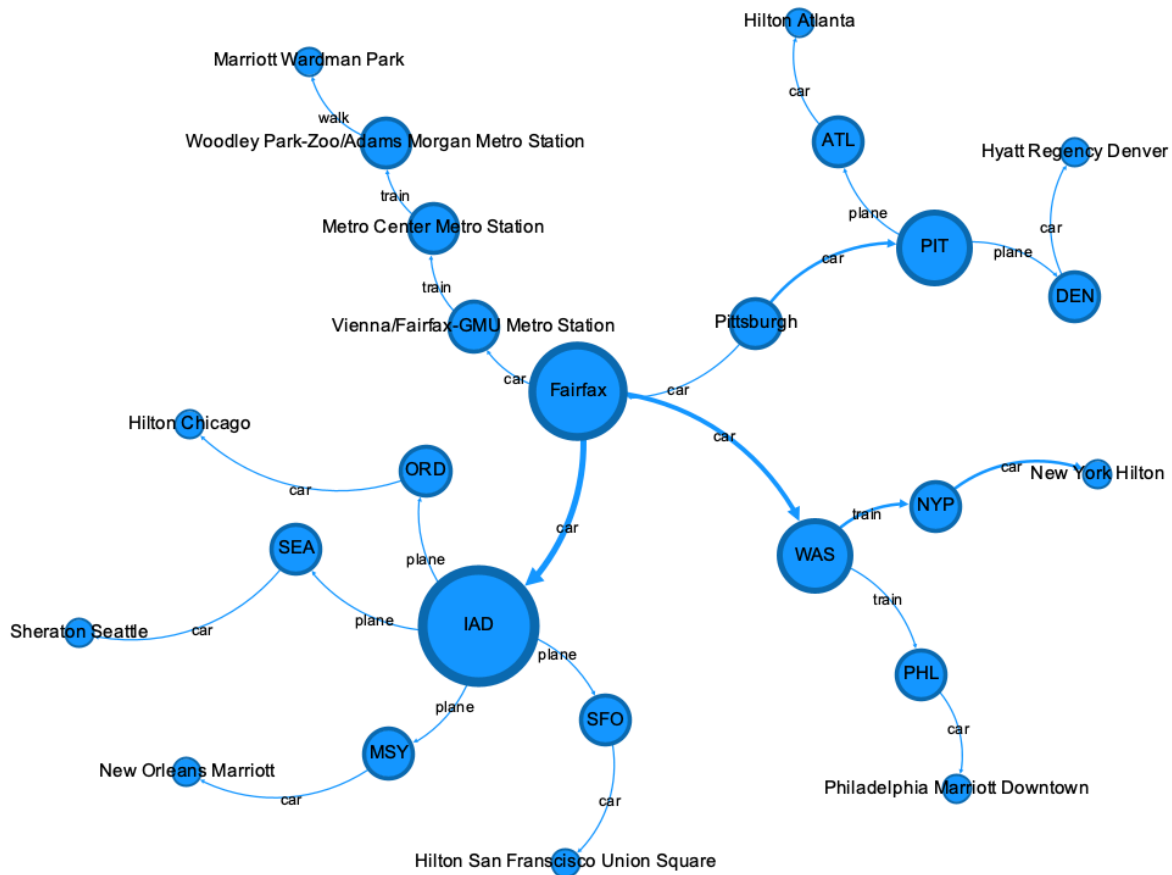 Hilton Atlanta
Marriott Wardman Park
car
walk
Woodley Park-Zoo/Adams Morgan Metro Station
ATL
Hyatt Regency Denver
train
plane
Metro Center Metro Station
car
PIT
car
plane
train
DEN
Vienna/Fairfax-GMU Metro Station
Pittsburgh
car
Fairfax
car
Hilton Chicago
car
ORD
car
New York Hilton
car
NYP
train
car
SEA
plane
WAS
train
Sheraton Seattle
car
plane
IAD
plane
PHL
plane
SFO
car
MSY
New Orleans Marriott
car
car
Philadelphia Marriott Downtown
Hilton San Franscisco Union Square